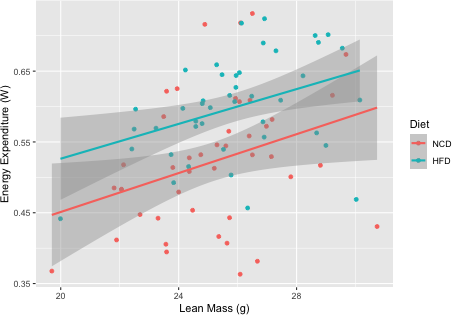 Energy Expenditure (W)
0.65
0.55
0.45
0.35
20
24
28
Lean Mass (g)
Diet
NCD
HFD